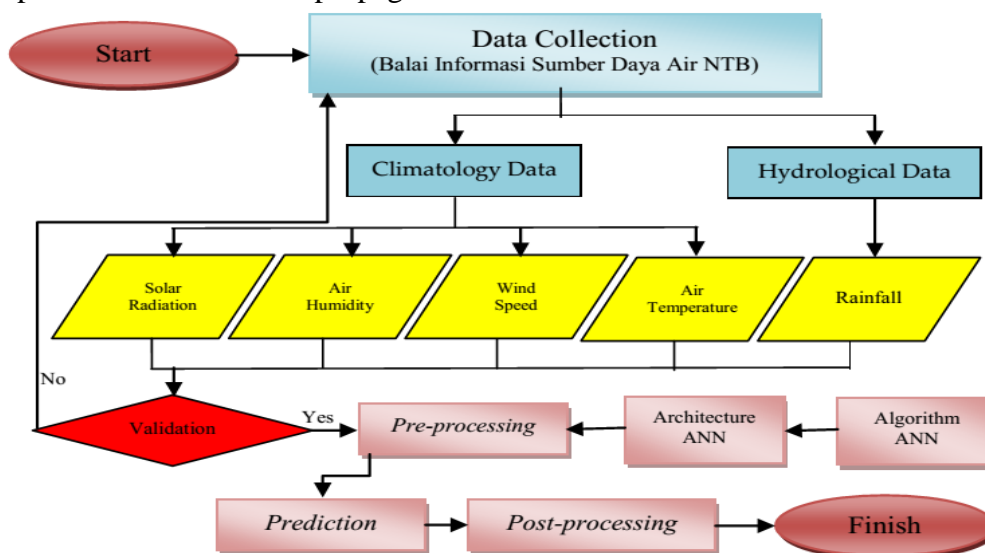 Start
Data Collection
(Balai Informasi Sumber Daya Air NTB)
Climatology Data
Hydrological Data
Solar
Radiation
Air
Humidity
Wind
Speed
Air
Temperature
Rainfall
No
Validation
Yes
Pre-processing
Architecture
ANN
Algorithm
ANN
Prediction
Post-processing
Finish